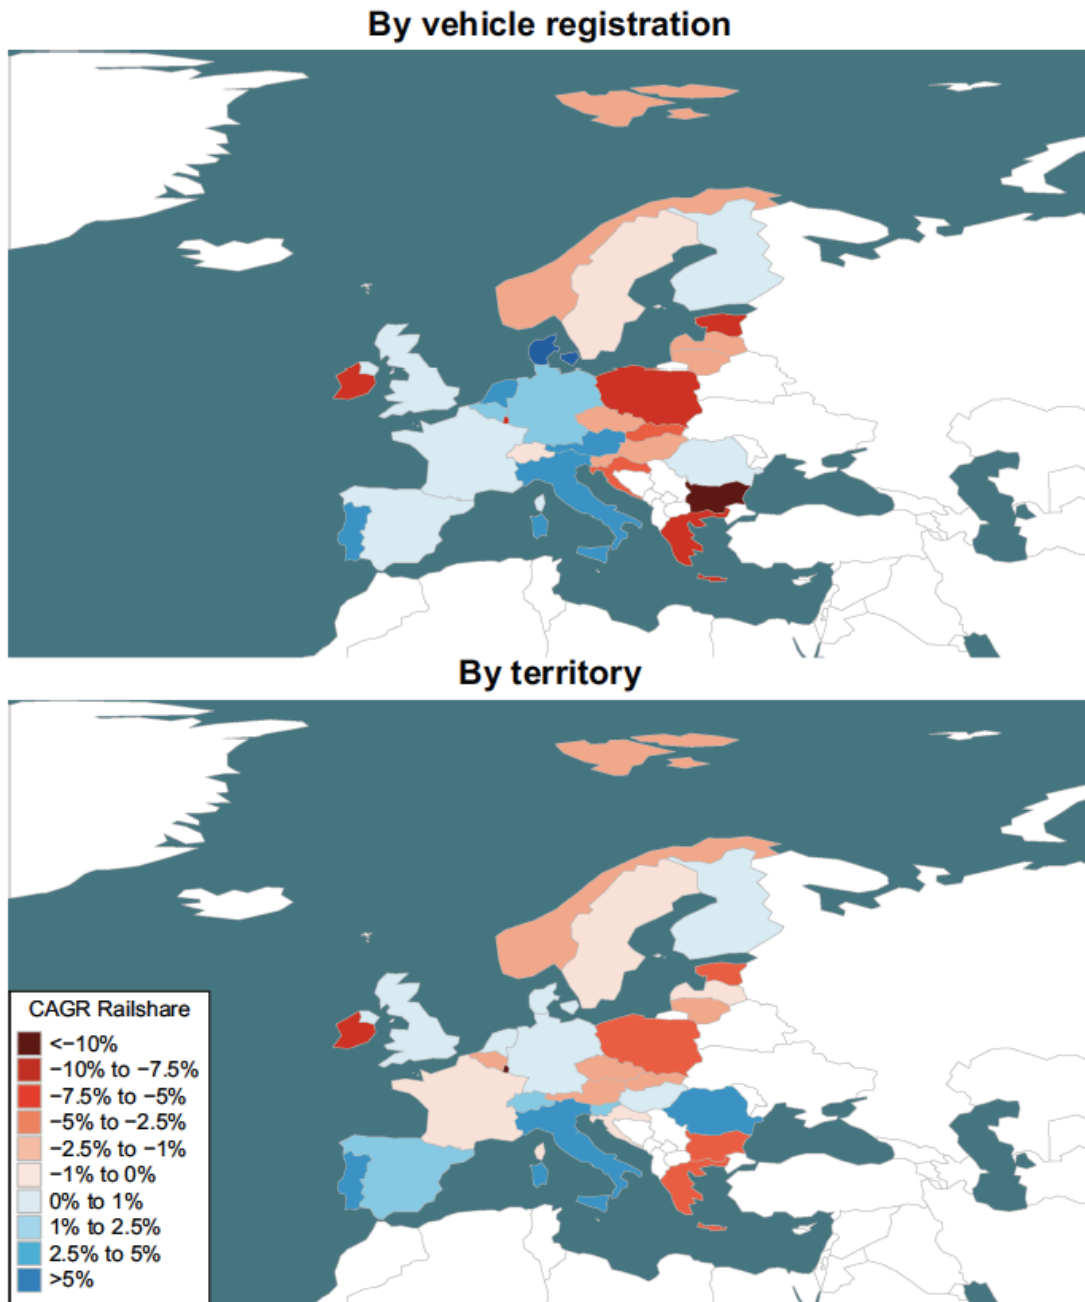 By vehicle registration
By territory
CAGR Railshare
<−10%
−10% to −7.5%
−7.5% to −5%
−5% to −2.5%
−2.5% to −1%
−1% to 0%
0% to 1%
1% to 2.5%
2.5% to 5%
>5%